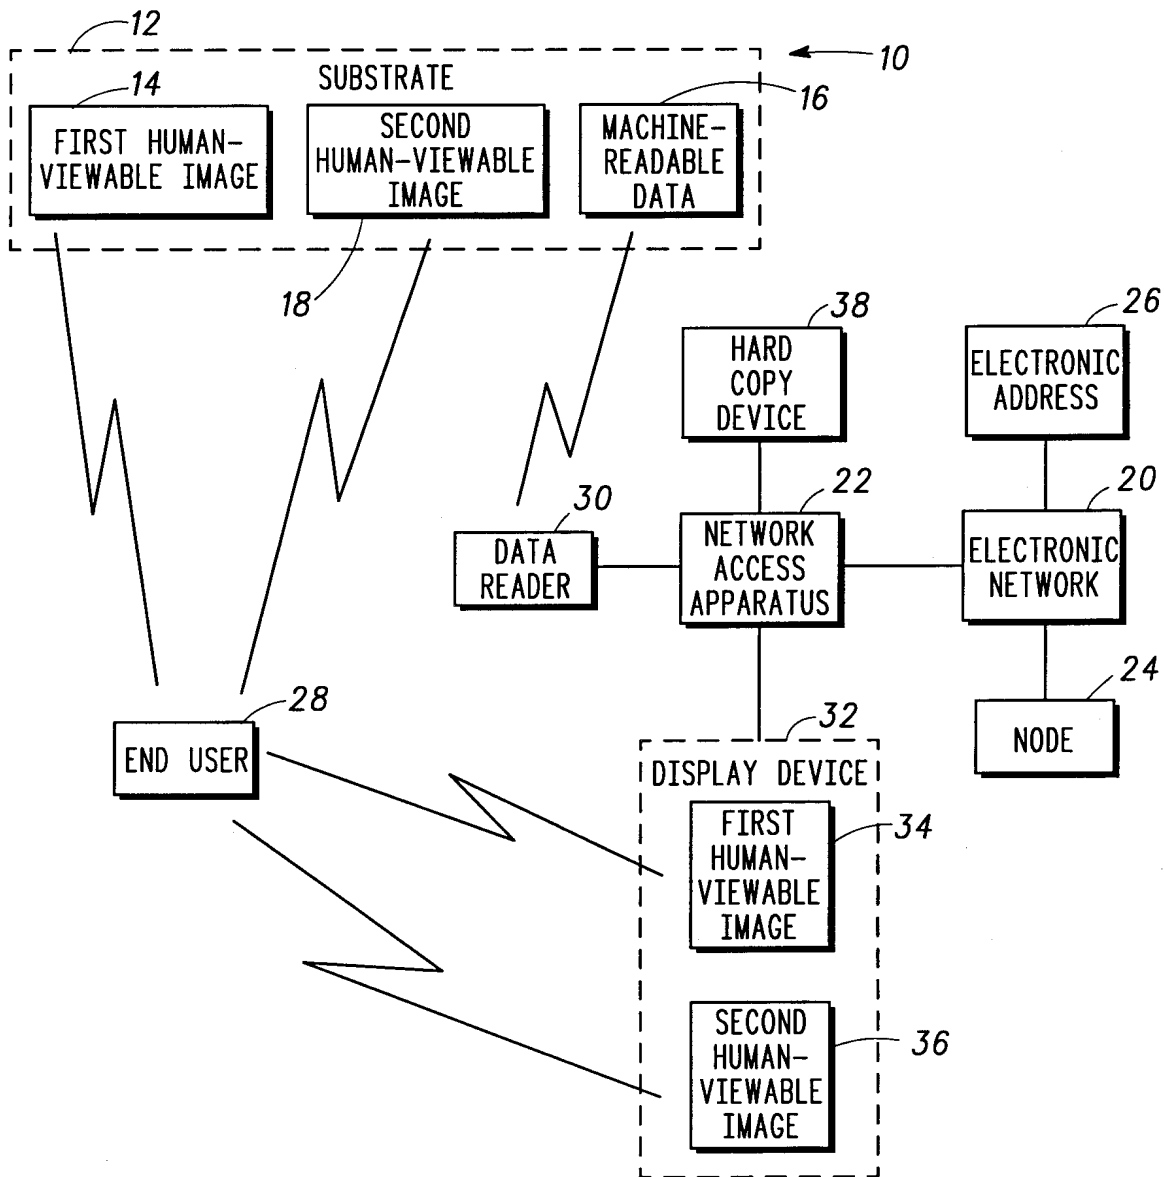 12
10
SUBSTRATE
14
16
FIRST HUMAN-
VIEWABLE IMAGE
SECOND
HUMAN-VIEWABLE
IMAGE
MACHINE-
READABLE
DATA
18
38
26
HARD
COPY
DEVICE
ELECTRONIC
ADDRESS
30
22
20
DATA
READER
NETWORK
ACCESS
APPARATUS
ELECTRONIC
NETWORK
28
24
END USER
NODE
32
DISPLAY DEVICE
34
FIRST
HUMAN-
VIEWABLE
IMAGE
36
SECOND
HUMAN-
VIEWABLE
IMAGE